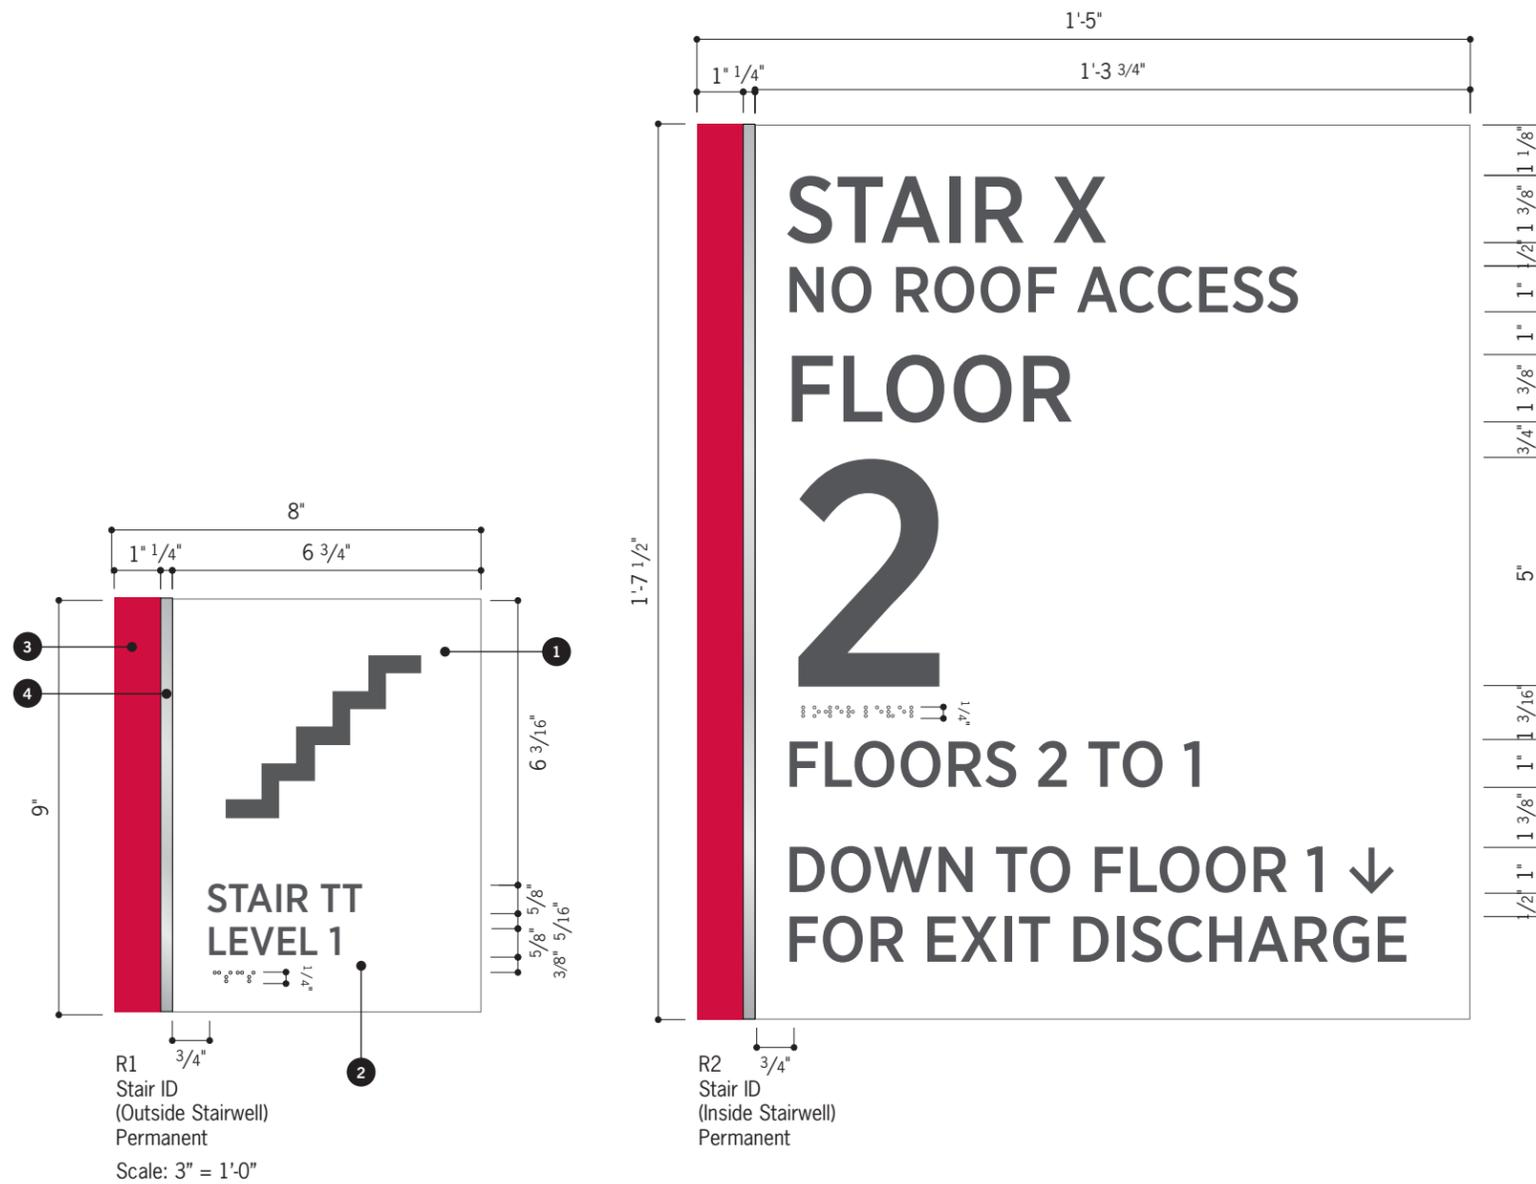 1'-5"
1" 1/4"
1'-3 3/4"
1'-7 1/2"
STAIR X
NO ROOF ACCESS
FLOOR
2
1/4"
FLOORS 2 TO 1
DOWN TO FLOOR 1 ↓
FOR EXIT DISCHARGE
1 1/8"
1 3/8"
1/2"
1"
1"
1 3/8"
3/4"
5"
1 3/16"
1"
1 3/8"
1"
1/2"
3/4"
R2
Stair ID
(Inside Stairwell)
Permanent
8"
1" 1/4"
6 3/4"
3
4
1
9"
6 3/16"
STAIR TT
LEVEL 1
1/4"
5/8"
5/16"
5/8"
3/8"
3/4"
2
R1
Stair ID
(Outside Stairwell)
Permanent
Scale: 3” = 1’-0”